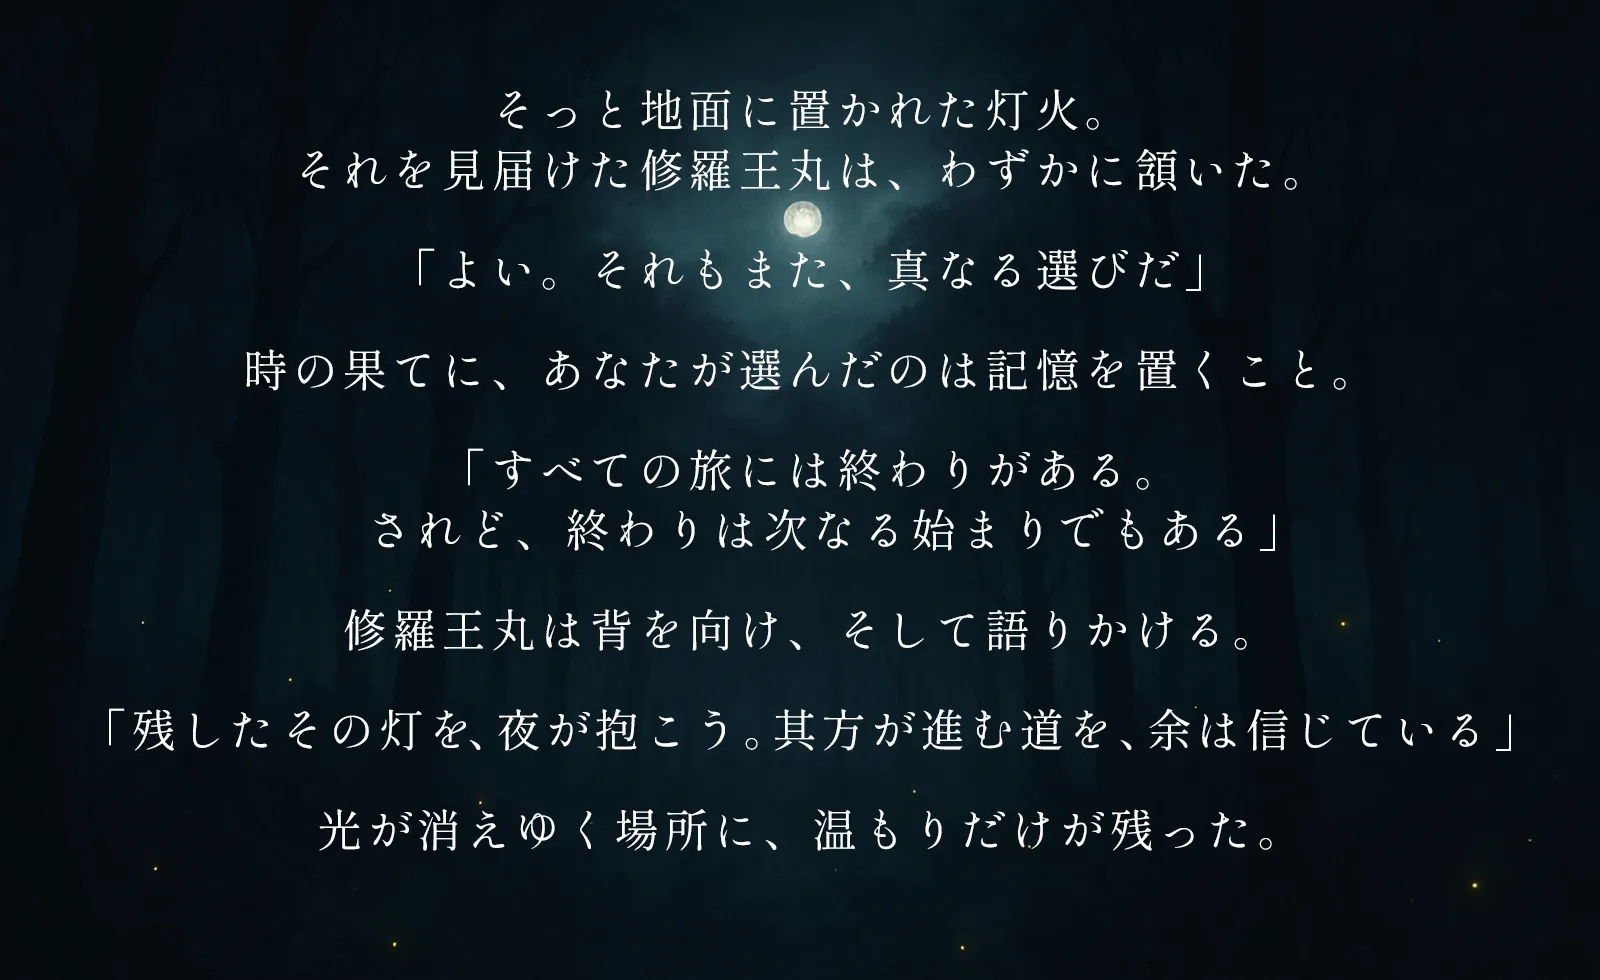 そっと地面に置かれた灯火。
それを見届けた修羅王丸は、わずかに頷いた。
「よい。それもまた、真なる選びだ」
時の果てに、あなたが選んだのは記憶を置くこと。
「すべての旅には終わりがある。
されど、終わりは次なる始まりでもある」
修羅王丸は背を向け、そして語りかける。
「残したその灯を、夜が抱こう。其方が進む道を、余は信じている」
光が消えゆく場所に、温もりだけが残った。